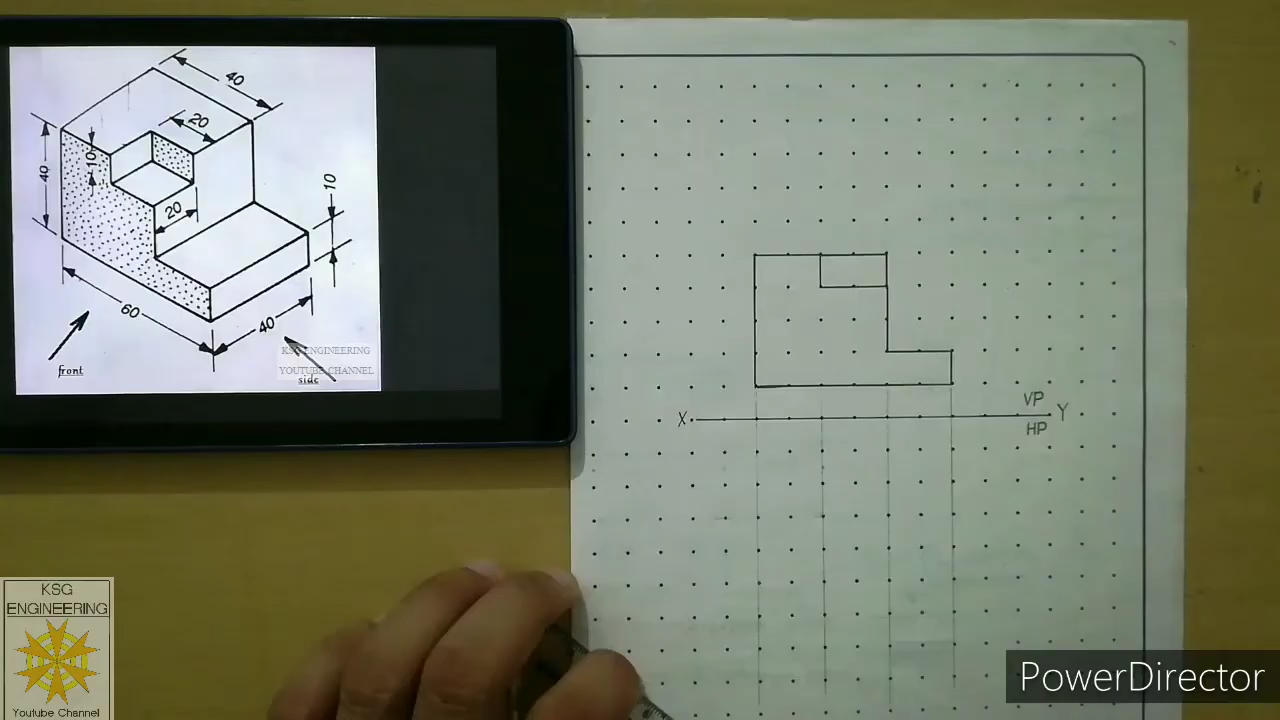 40
20
10
40
20
10
60
40
front
KSG ENGINEERING
YOUTUBE CHANNEL
side
X
VP
Y
HP
KSG
ENGINEERING
Youtube Channel
PowerDirector